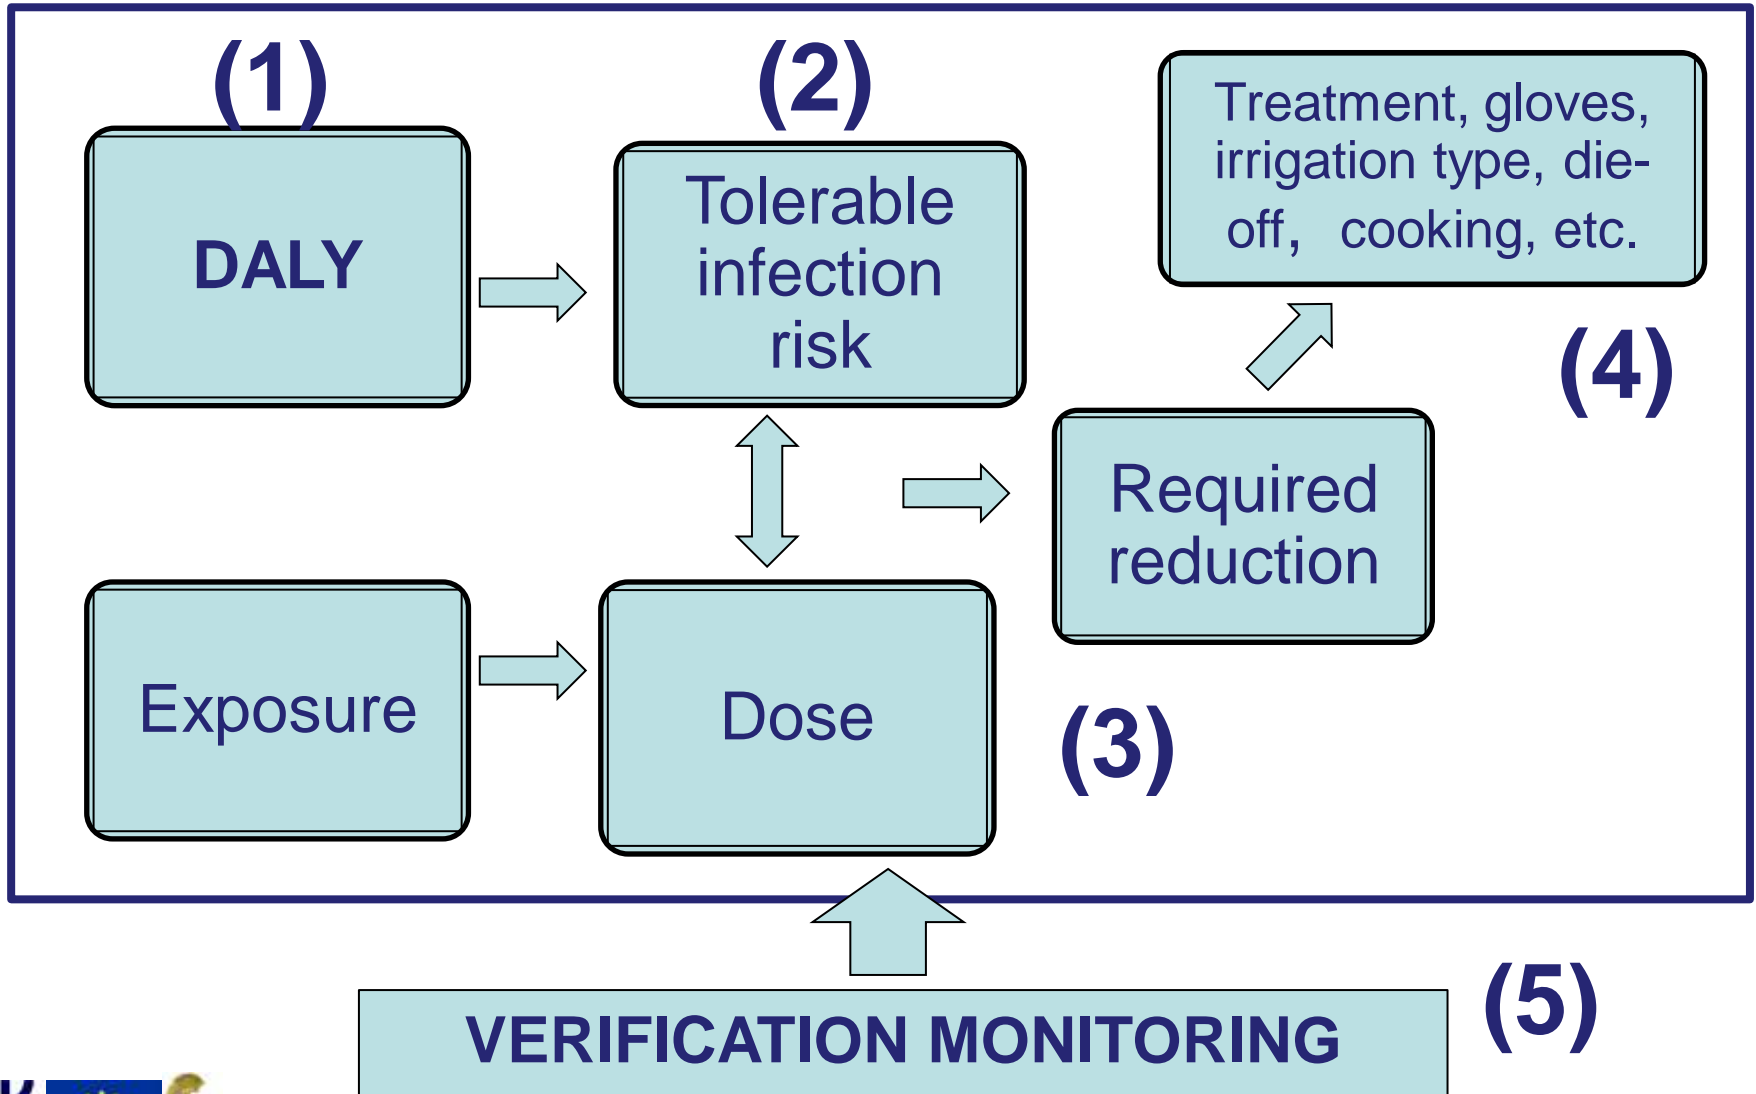 (1)
(2)
Treatment, gloves,
irrigation type, die-
off, cooking, etc.
DALY
Tolerable
infection
risk
(4)
Required
reduction
Exposure
Dose
(3)
VERIFICATION MONITORING
(5)